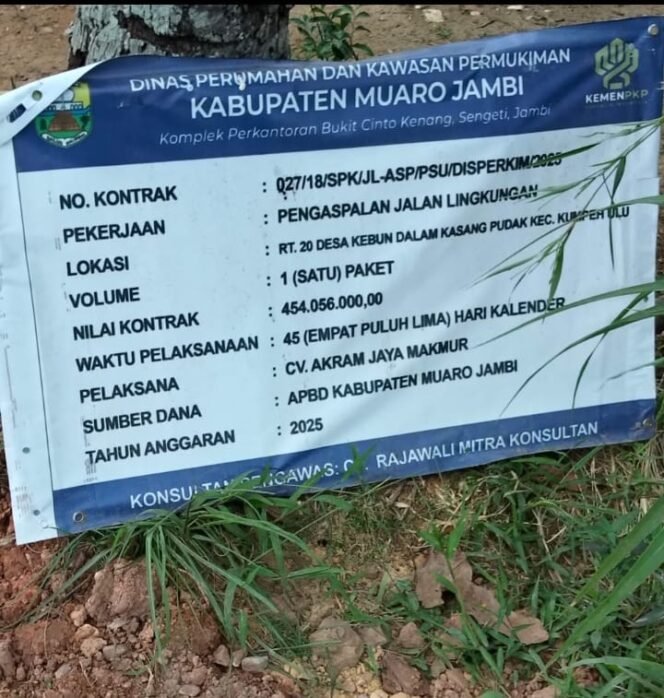 DINAS PERUMAHAN DAN KAWASAN PERMUKIMAN
KABUPATEN MUARO JAMBI
Komplek Perkantoran Bukit Cinto Kenang, Sengeti, Jambi
KEMENPKP
NO. KONTRAK : 027/18/SPK/JL-ASP/PSU/DISPERKIM/2025
PEKERJAAN : PENGASPALAN JALAN LINGKUNGAN
LOKASI : RT. 20 DESA KEBUN DALAM KASANG PUDAK KEC. KUMPEH ULU
VOLUME : 1 (SATU) PAKET
NILAI KONTRAK : 454.056.000,00
WAKTU PELAKSANAAN : 45 (EMPAT PULUH LIMA) HARI KALENDER
PELAKSANA : CV. AKRAM JAYA MAKMUR
SUMBER DANA : APBD KABUPATEN MUARO JAMBI
TAHUN ANGGARAN : 2025
KONSULTAN PENGAWAS: CV. RAJAWALI MITRA KONSULTAN